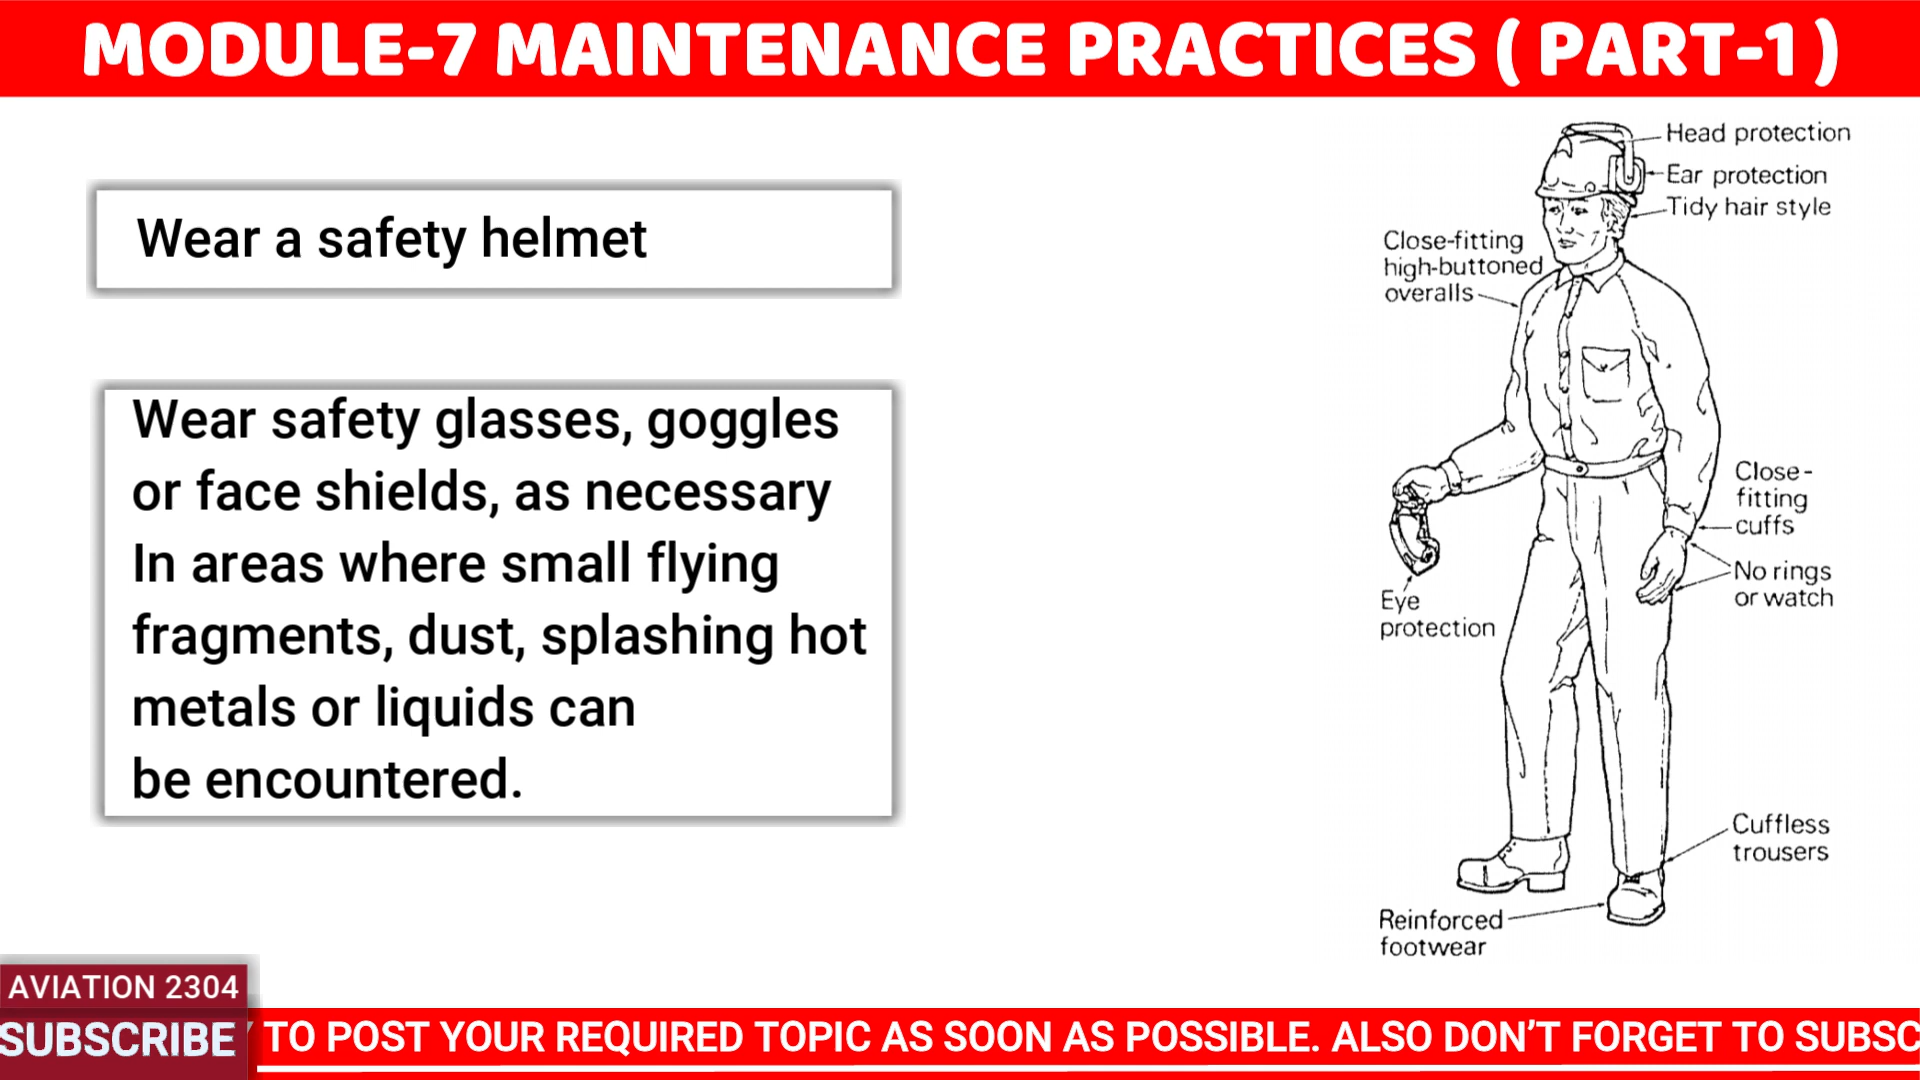 MODULE-7 MAINTENANCE PRACTICES ( PART-1 )
Wear a safety helmet
Wear safety glasses, goggles
or face shields, as necessary
In areas where small flying
fragments, dust, splashing hot
metals or liquids can
be encountered.
Head protection
Ear protection
Tidy hair style
Close-fitting
high-buttoned
overalls
Close-
fitting
cuffs
No rings
or watch
Eye
protection
Cuffless
trousers
Reinforced
footwear
AVIATION 2304
SUBSCRIBE
TO POST YOUR REQUIRED TOPIC AS SOON AS POSSIBLE. ALSO DON'T FORGET TO SUBSC